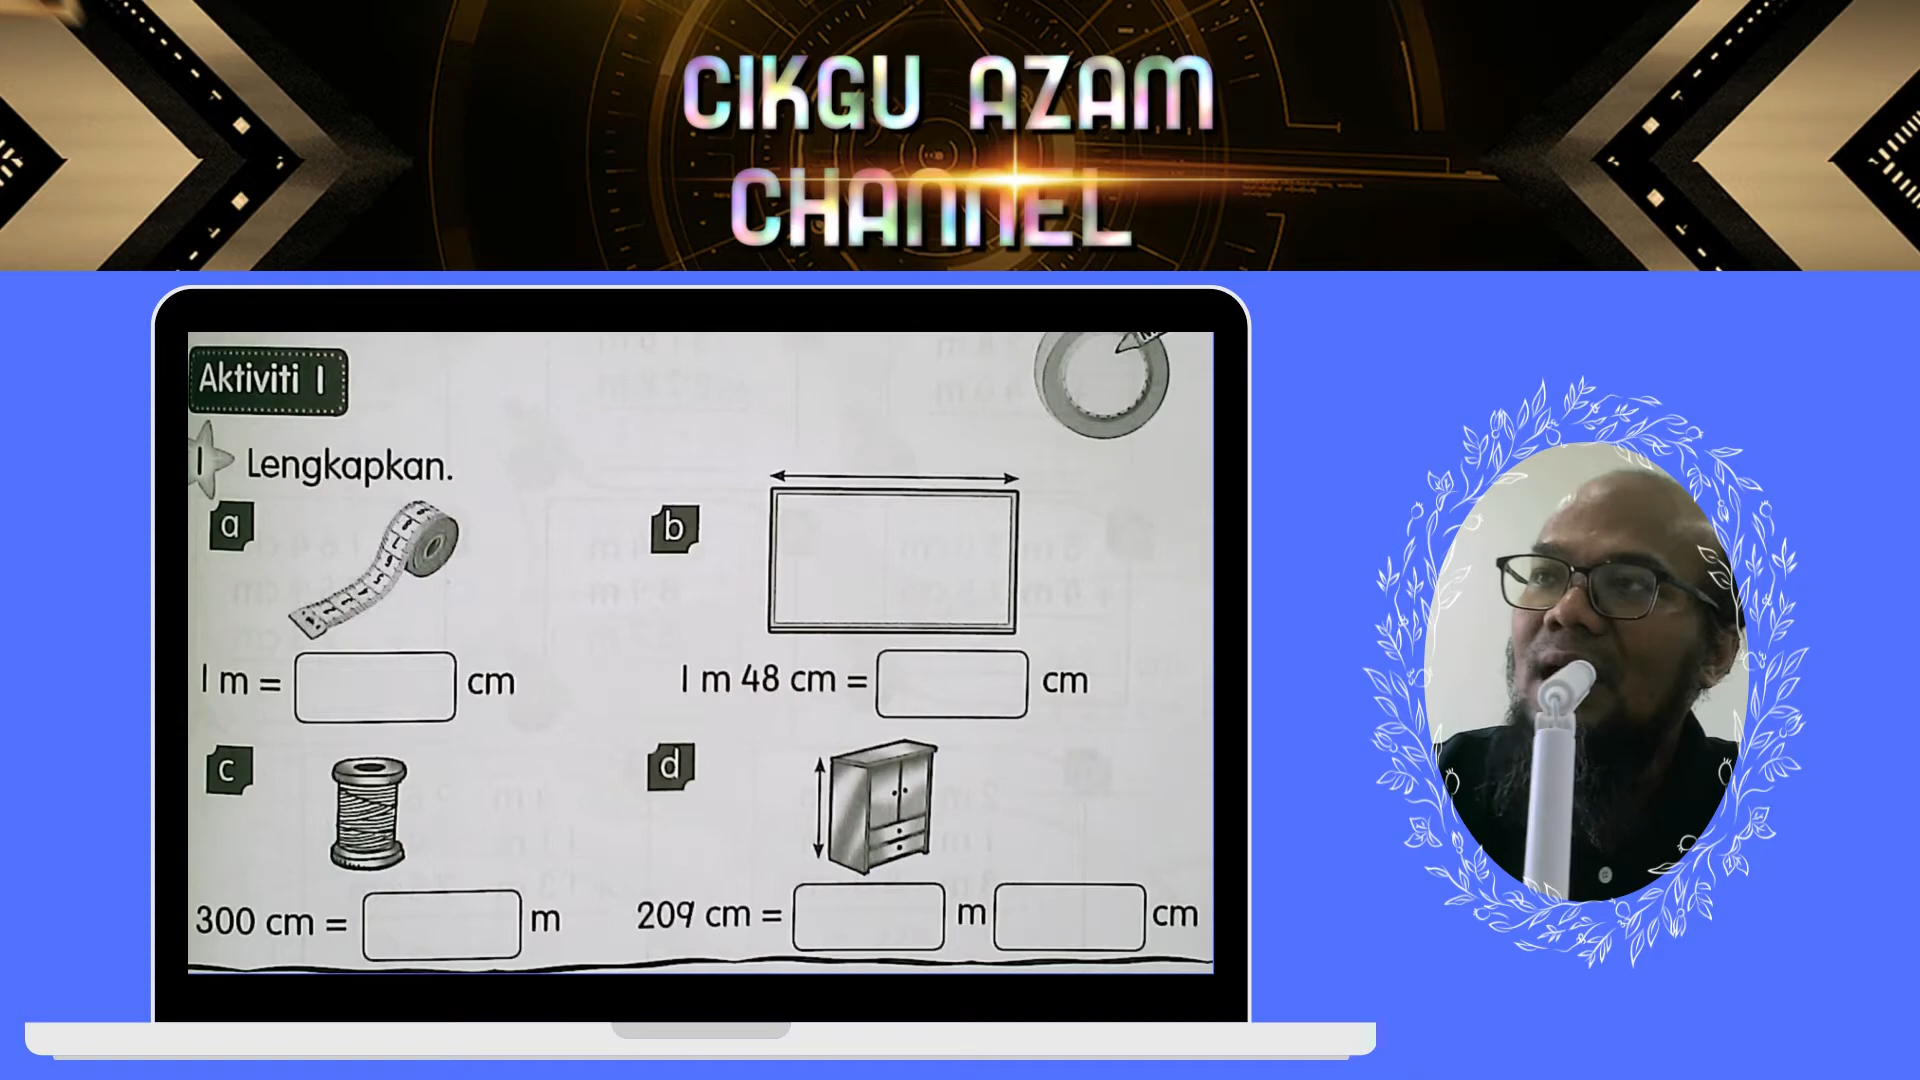 CIKGU AZAM
CHANNEL
Aktiviti 1
1 Lengkapkan.
a
b
1 m = cm
1 m 48 cm = cm
c
d
300 cm = m
209 cm = m cm